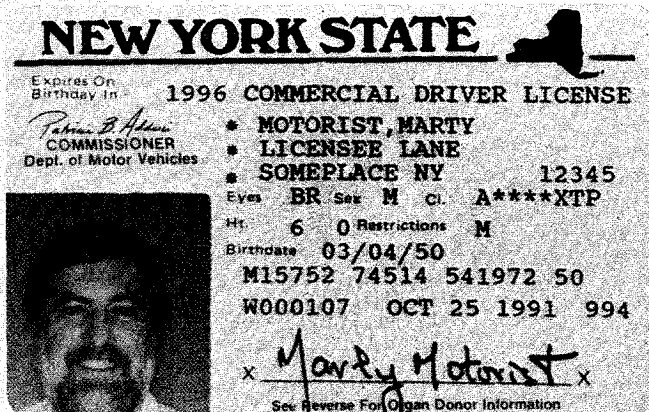 NEW YORK STATE
Expires On
Birthday In 1996 COMMERCIAL DRIVER LICENSE
COMMISSIONER
Dept. of Motor Vehicles
* MOTORIST,MARTY
* LICENSEE LANE
* SOMEPLACE NY 12345
Eyes BR Sex M Cl. A****XTP
Ht. 6 0 Restrictions M
Birthdate 03/04/50
M15752 74514 541972 50
W000107 OCT 25 1991 994
x Marty Motorist x
See Reverse For Organ Donor Information